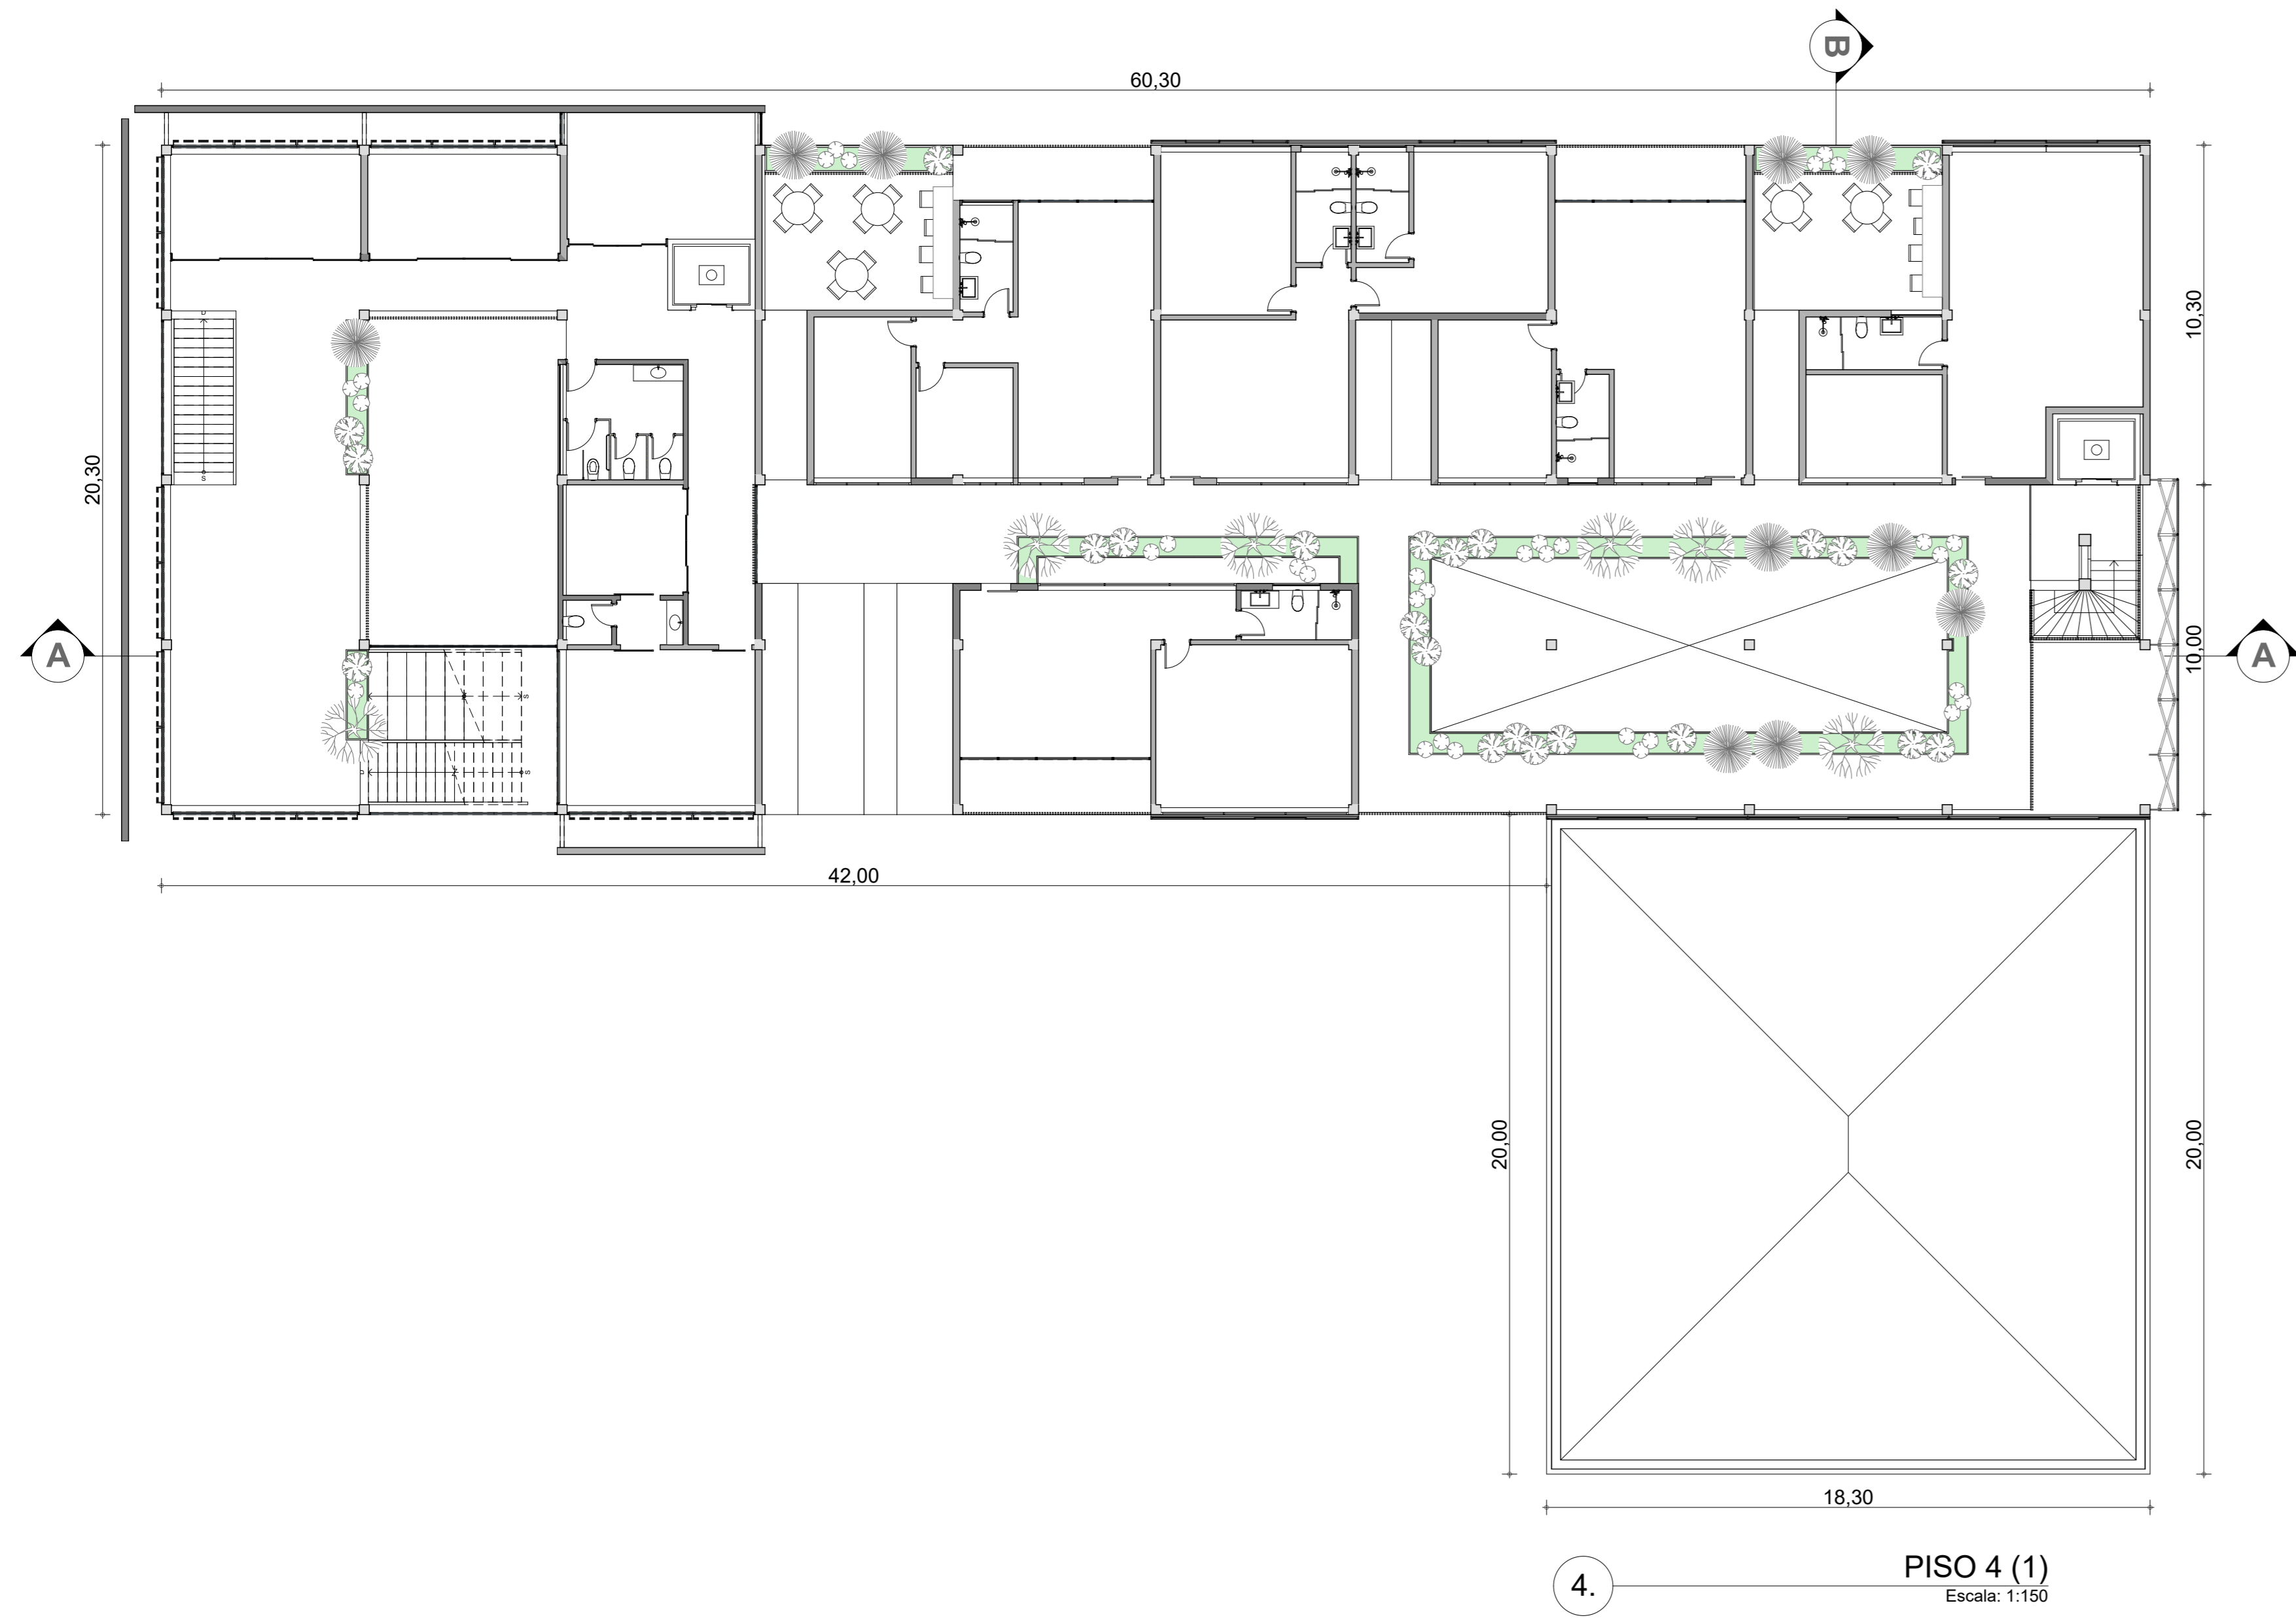 B
60,30
20,30
10,30
D
S
A
10,00
A
S
D
S
42,00
20,00
20,00
18,30
4.
PISO 4 (1)
Escala: 1:150